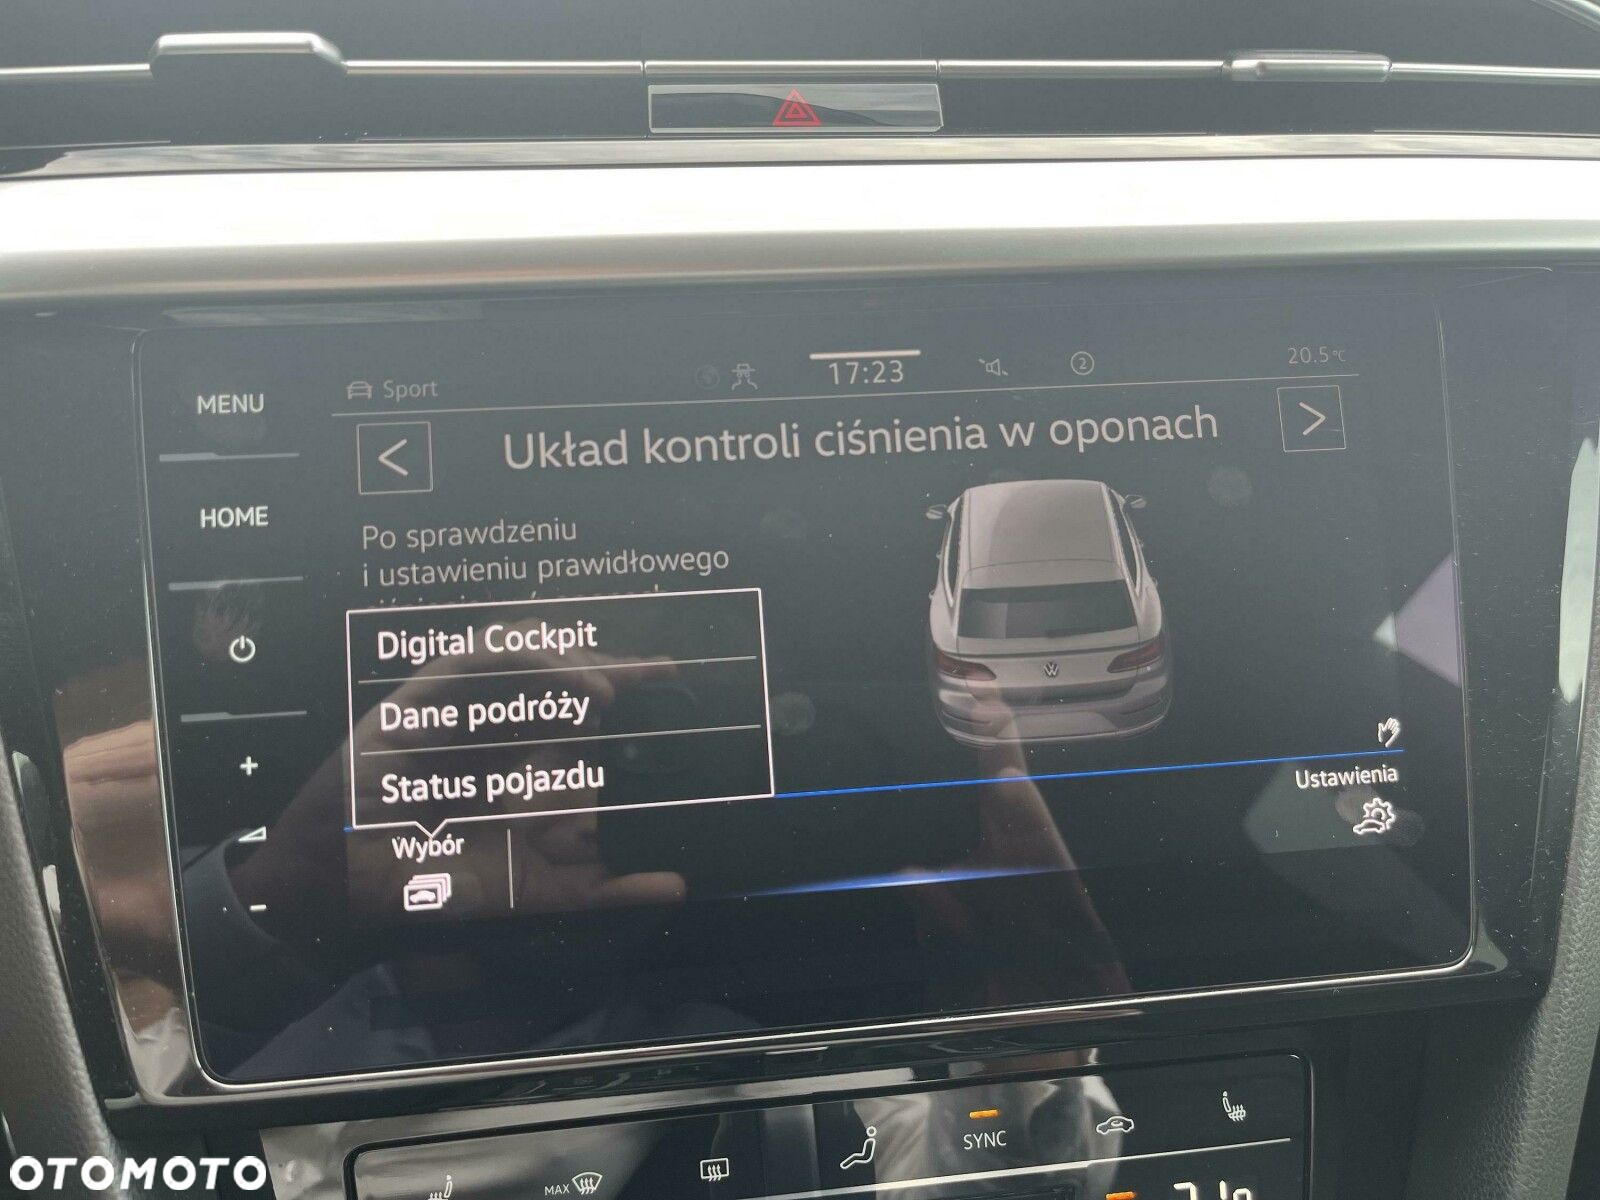 MENU
HOME
Sport
17:23
2
20.5°C
<
Układ kontroli ciśnienia w oponach
>
Po sprawdzeniu
i ustawieniu prawidłowego
Digital Cockpit
Dane podróży
Status pojazdu
+
-
Wybór
Ustawienia
MAX
SYNC
OTOMOTO